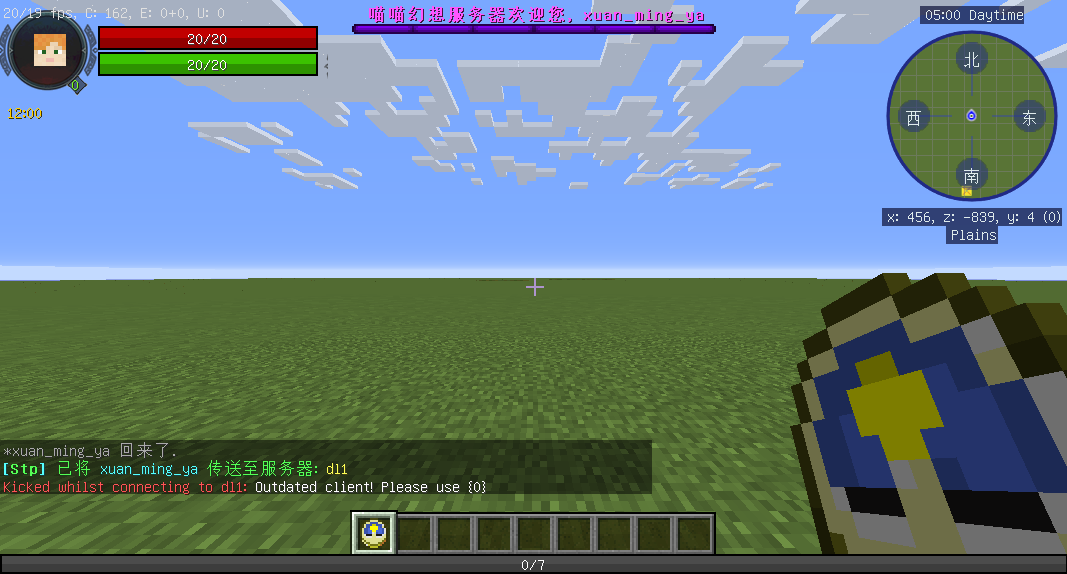 20/19 fps, C: 162, E: 0+0, U: 0
喵喵幻想服务器欢迎您, xuan_ming_ya
05:00 Daytime
20/20
20/20
0
12:00
北
西
东
南
x: 456, z: -839, y: 4 (0)
Plains
*xuan_ming_ya 回来了.
[Stp] 已将 xuan_ming_ya 传送至服务器: dl1
Kicked whilst connecting to dl1: Outdated client! Please use {0}
0/7